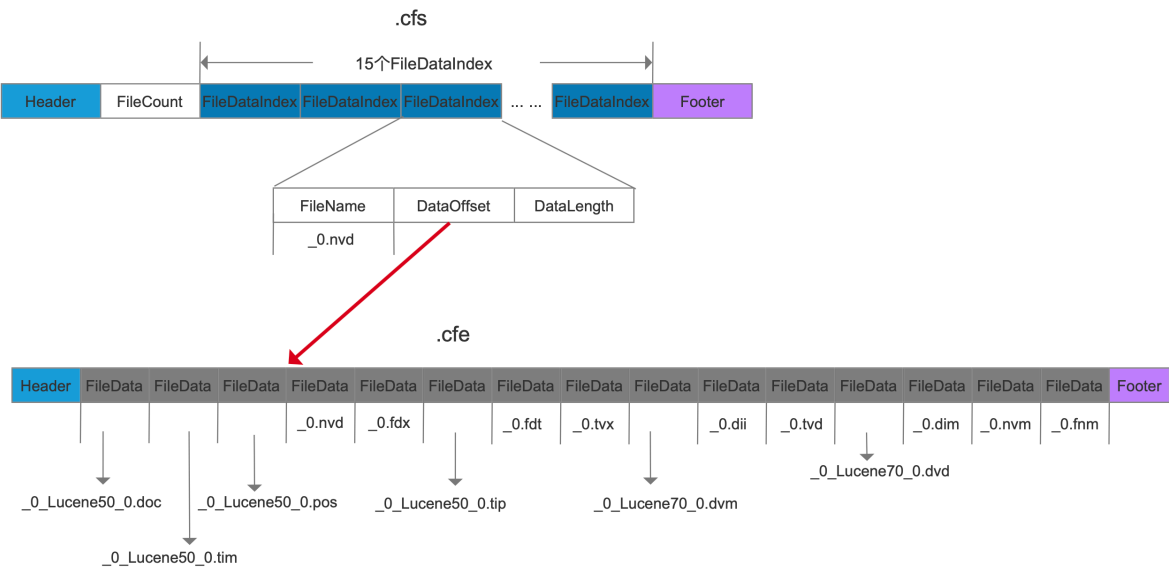 .cfs
15个FileDataIndex
Header FileCount FileDataIndex FileDataIndex FileDataIndex ... ... FileDataIndex Footer
FileName DataOffset DataLength
_0.nvd
.cfe
Header FileData FileData FileData FileData FileData FileData FileData FileData FileData FileData FileData FileData FileData FileData FileData Footer
_0.nvd _0.fdx _0.fdt _0.tvx _0.dii _0.tvd _0.dim _0.nvm _0.fnm
_0_Lucene70_0.dvd
_0_Lucene50_0.doc _0_Lucene50_0.pos _0_Lucene50_0.tip _0_Lucene70_0.dvm
_0_Lucene50_0.tim